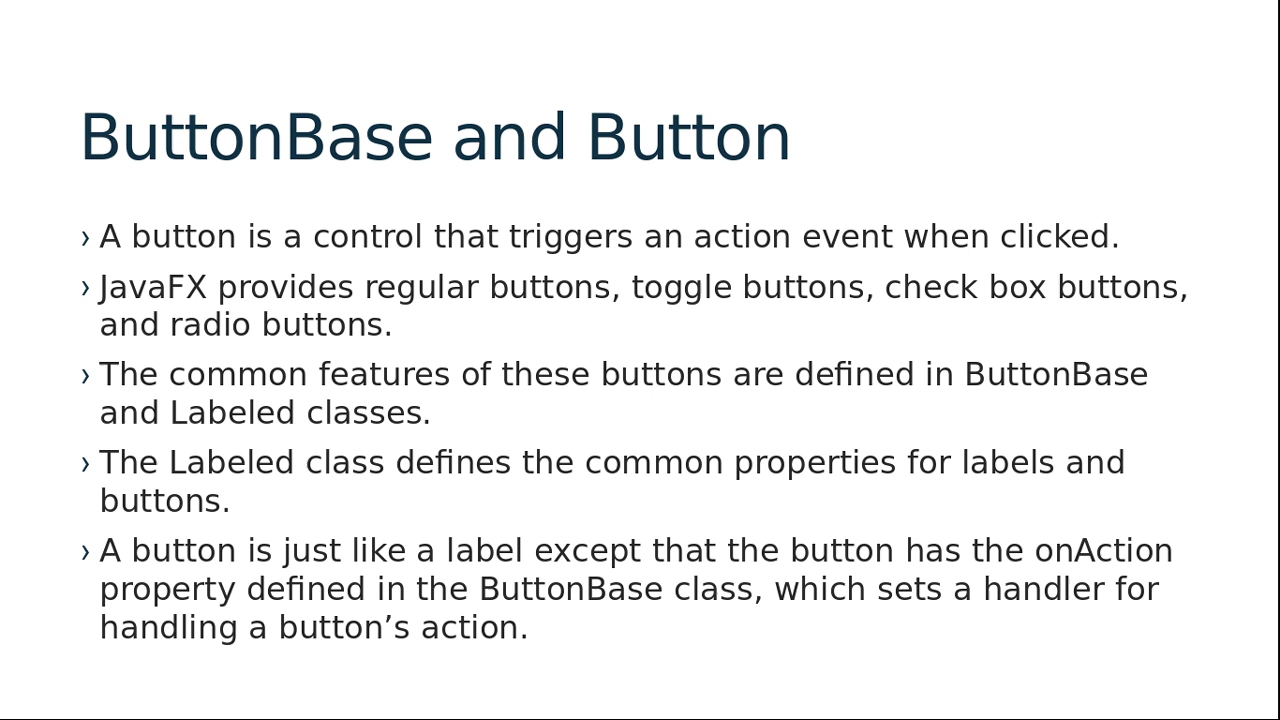 ButtonBase and Button
› A button is a control that triggers an action event when clicked.
› JavaFX provides regular buttons, toggle buttons, check box buttons,
and radio buttons.
› The common features of these buttons are defined in ButtonBase
and Labeled classes.
› The Labeled class defines the common properties for labels and
buttons.
› A button is just like a label except that the button has the onAction
property defined in the ButtonBase class, which sets a handler for
handling a button’s action.